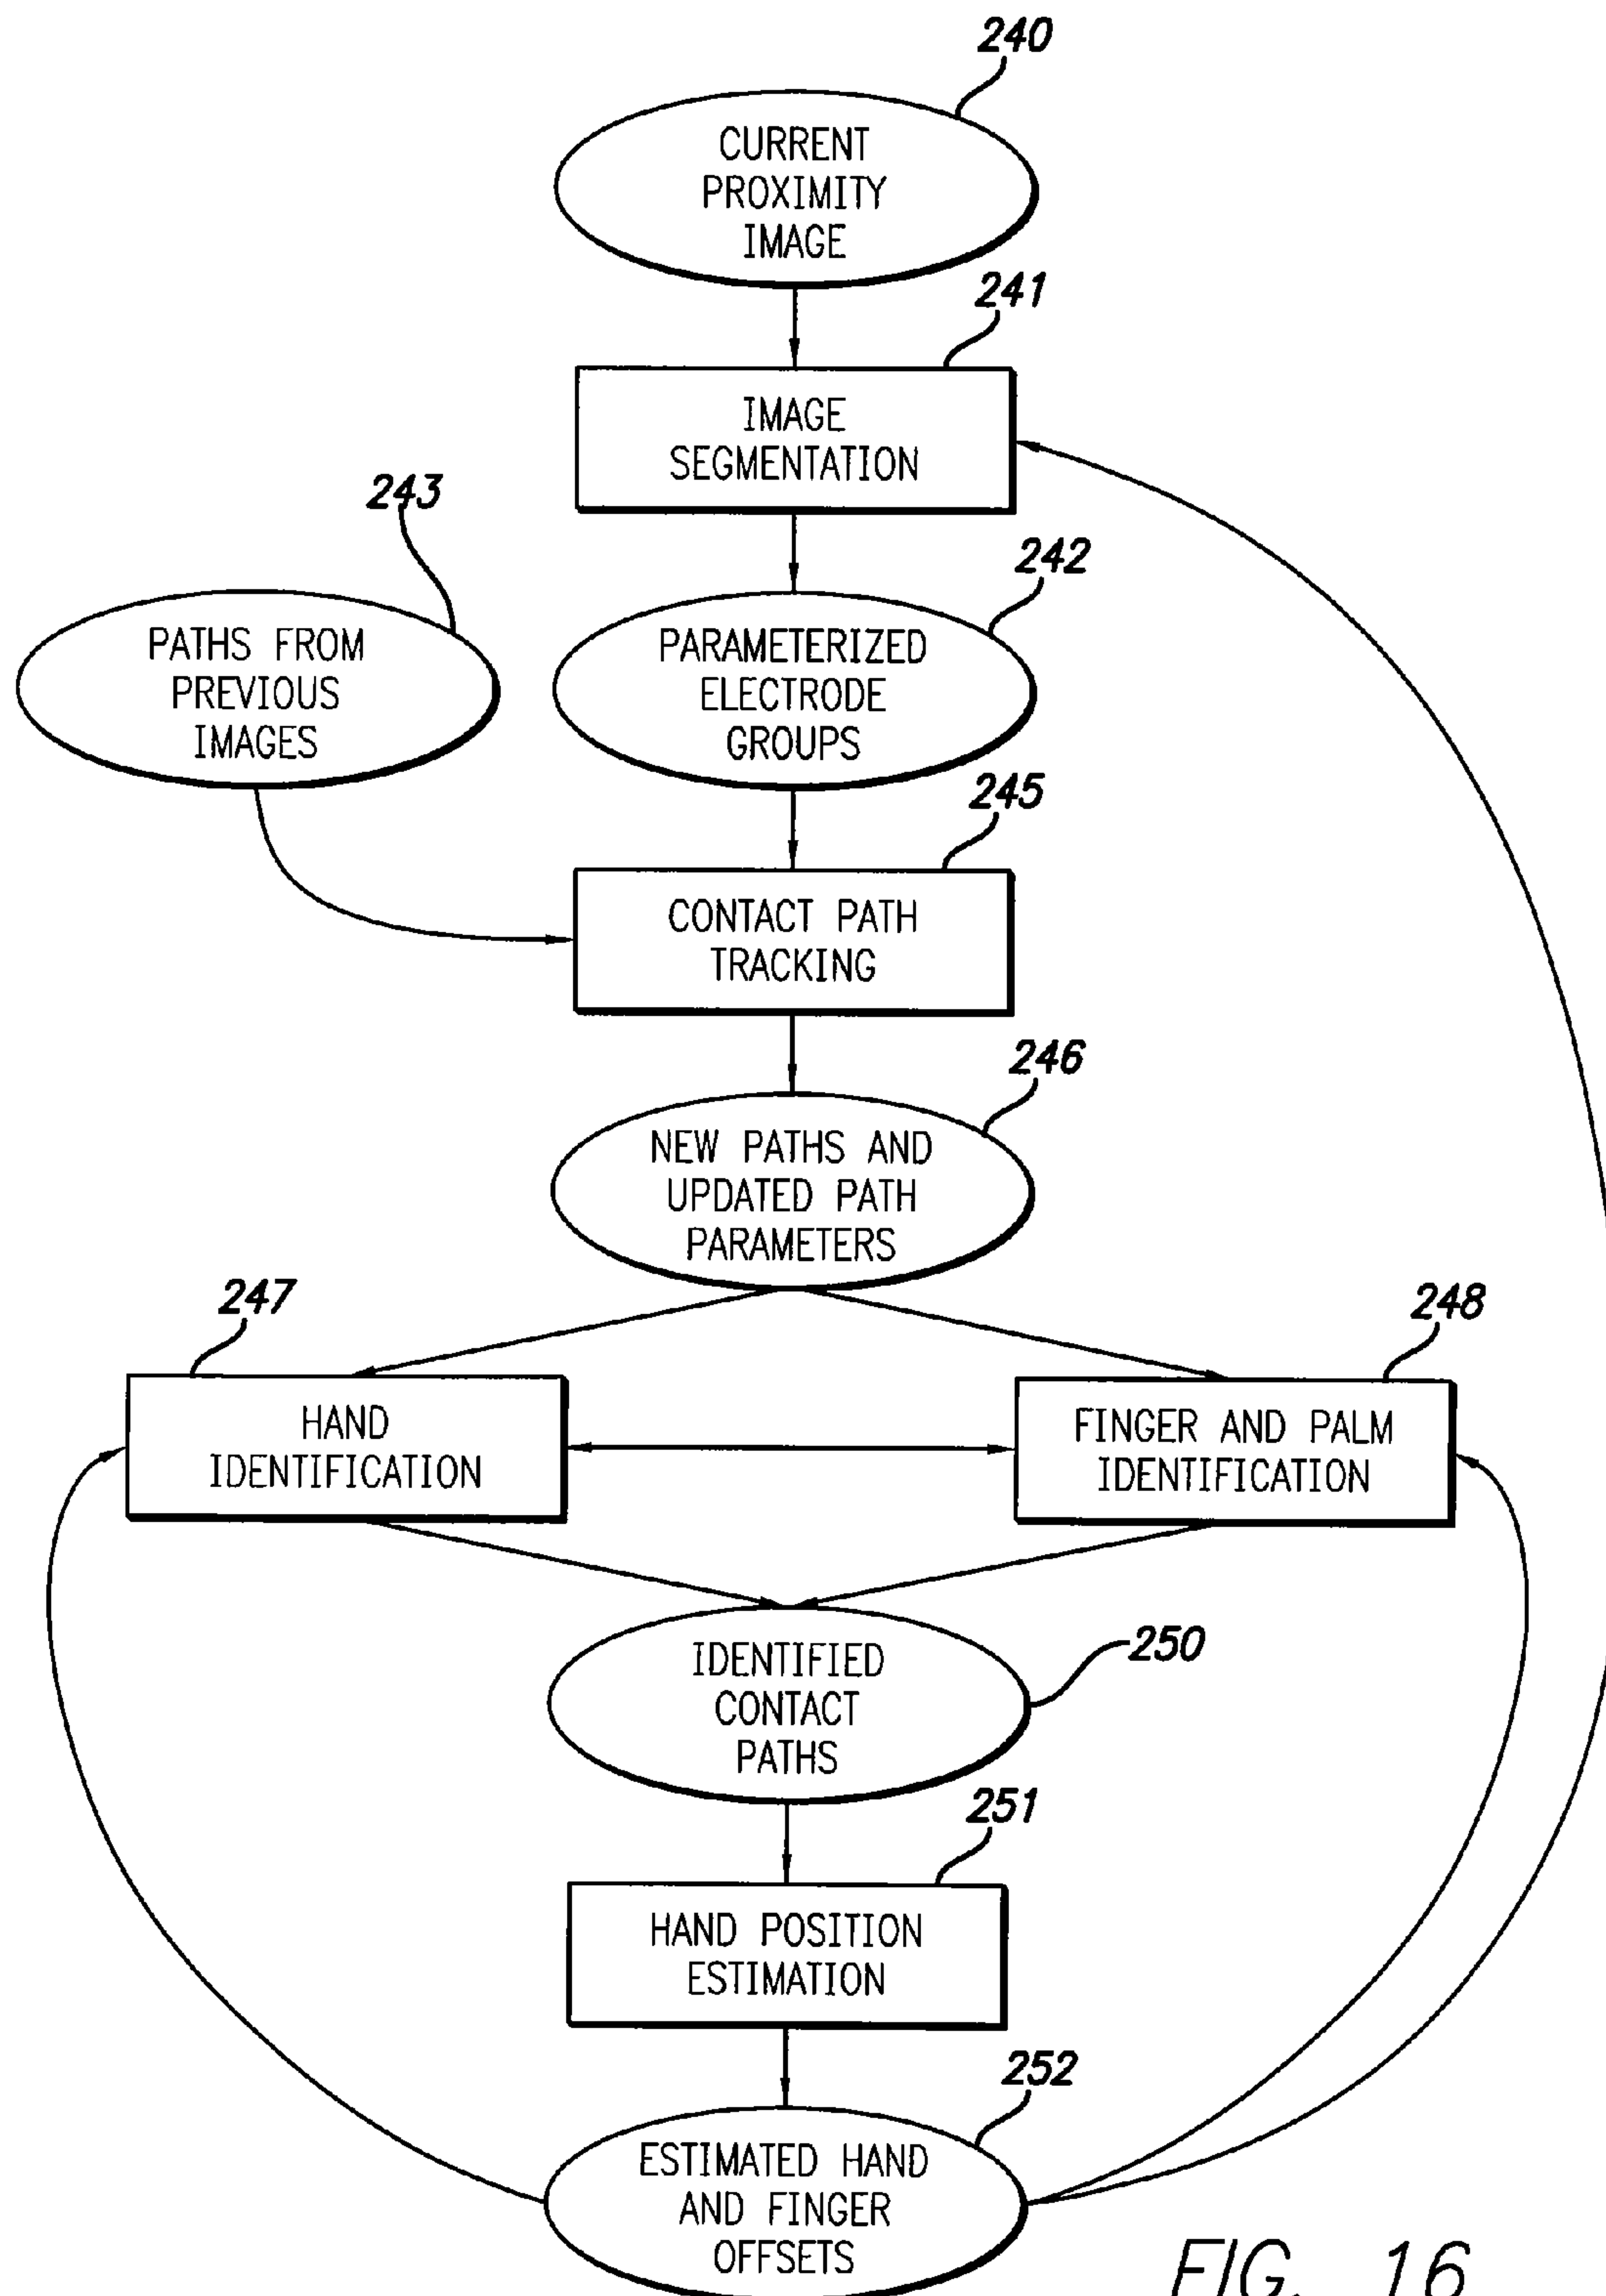 240
CURRENT
PROXIMITY
IMAGE
241
IMAGE
SEGMENTATION
243
242
PATHS FROM
PREVIOUS
IMAGES
PARAMETERIZED
ELECTRODE
GROUPS
245
CONTACT PATH
TRACKING
246
NEW PATHS AND
UPDATED PATH
PARAMETERS
247
248
HAND
IDENTIFICATION
FINGER AND PALM
IDENTIFICATION
250
IDENTIFIED
CONTACT
PATHS
251
HAND POSITION
ESTIMATION
252
ESTIMATED HAND
AND FINGER
OFFSETS
FIG. 16